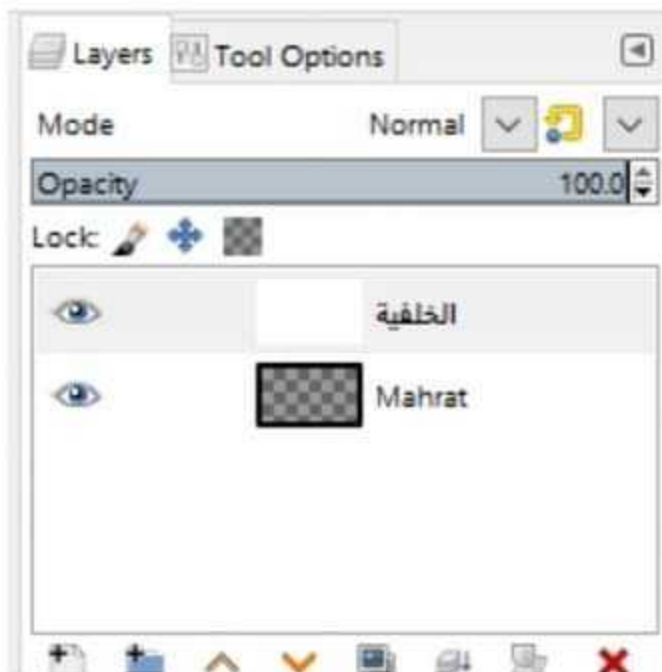 Layers Tool Options
Mode Normal
Opacity 100.0
Lock:
الخلفية
Mahrat